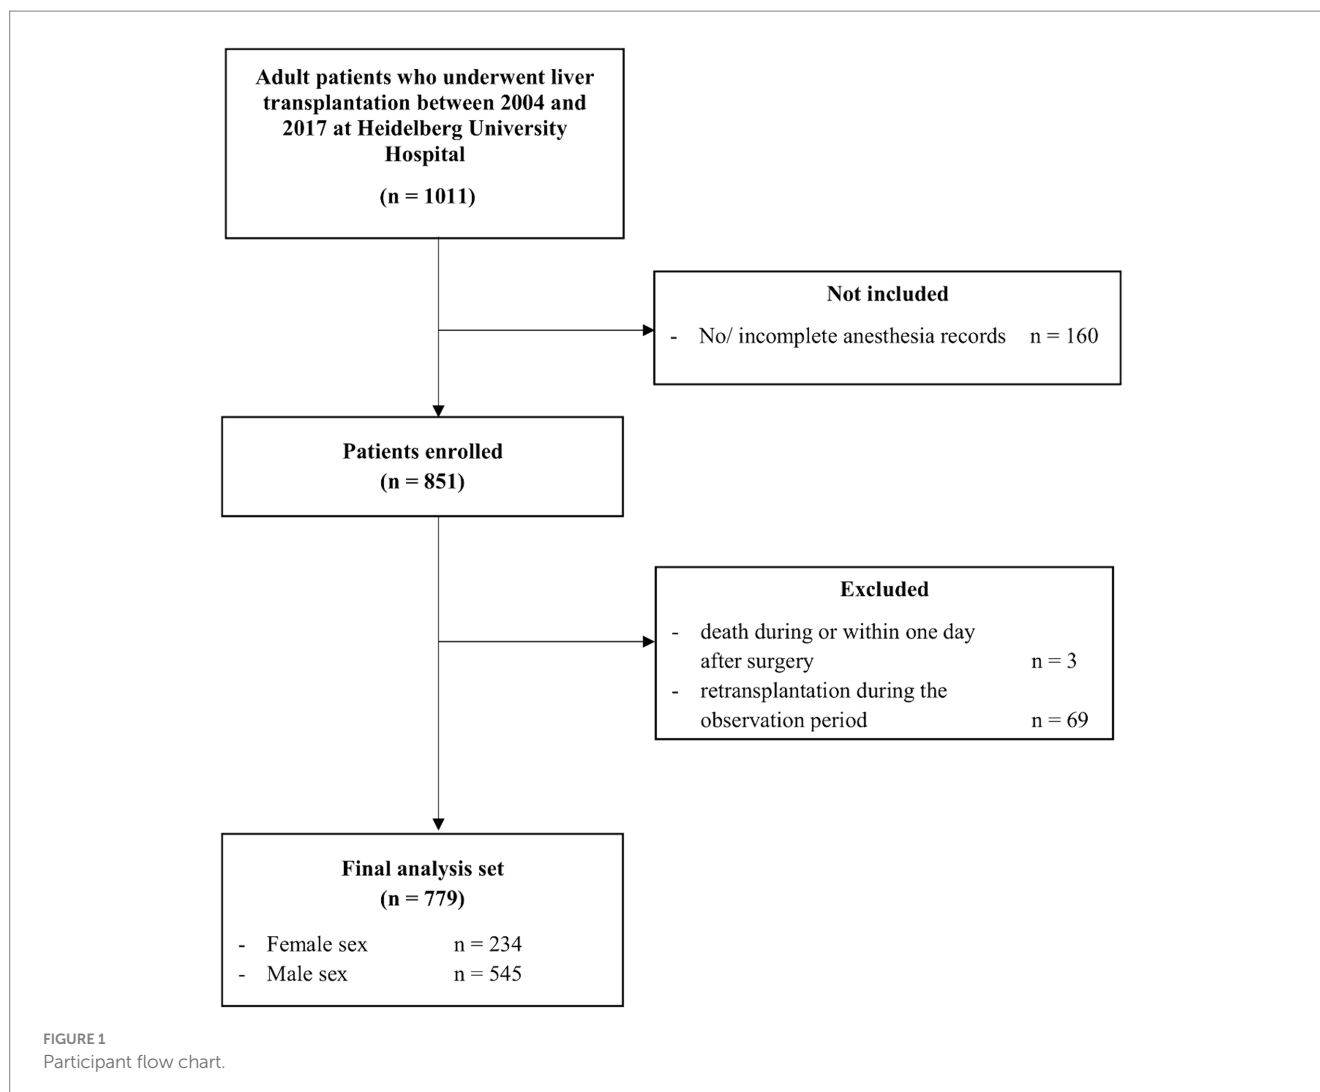 Adult patients who underwent liver
transplantation between 2004 and
2017 at Heidelberg University
Hospital
(n = 1011)
Not included
- No/ incomplete anesthesia records n = 160
Patients enrolled
(n = 851)
Excluded
- death during or within one day
after surgery n = 3
- retransplantation during the
observation period n = 69
Final analysis set
(n = 779)
- Female sex n = 234
- Male sex n = 545
FIGURE 1
Participant flow chart.